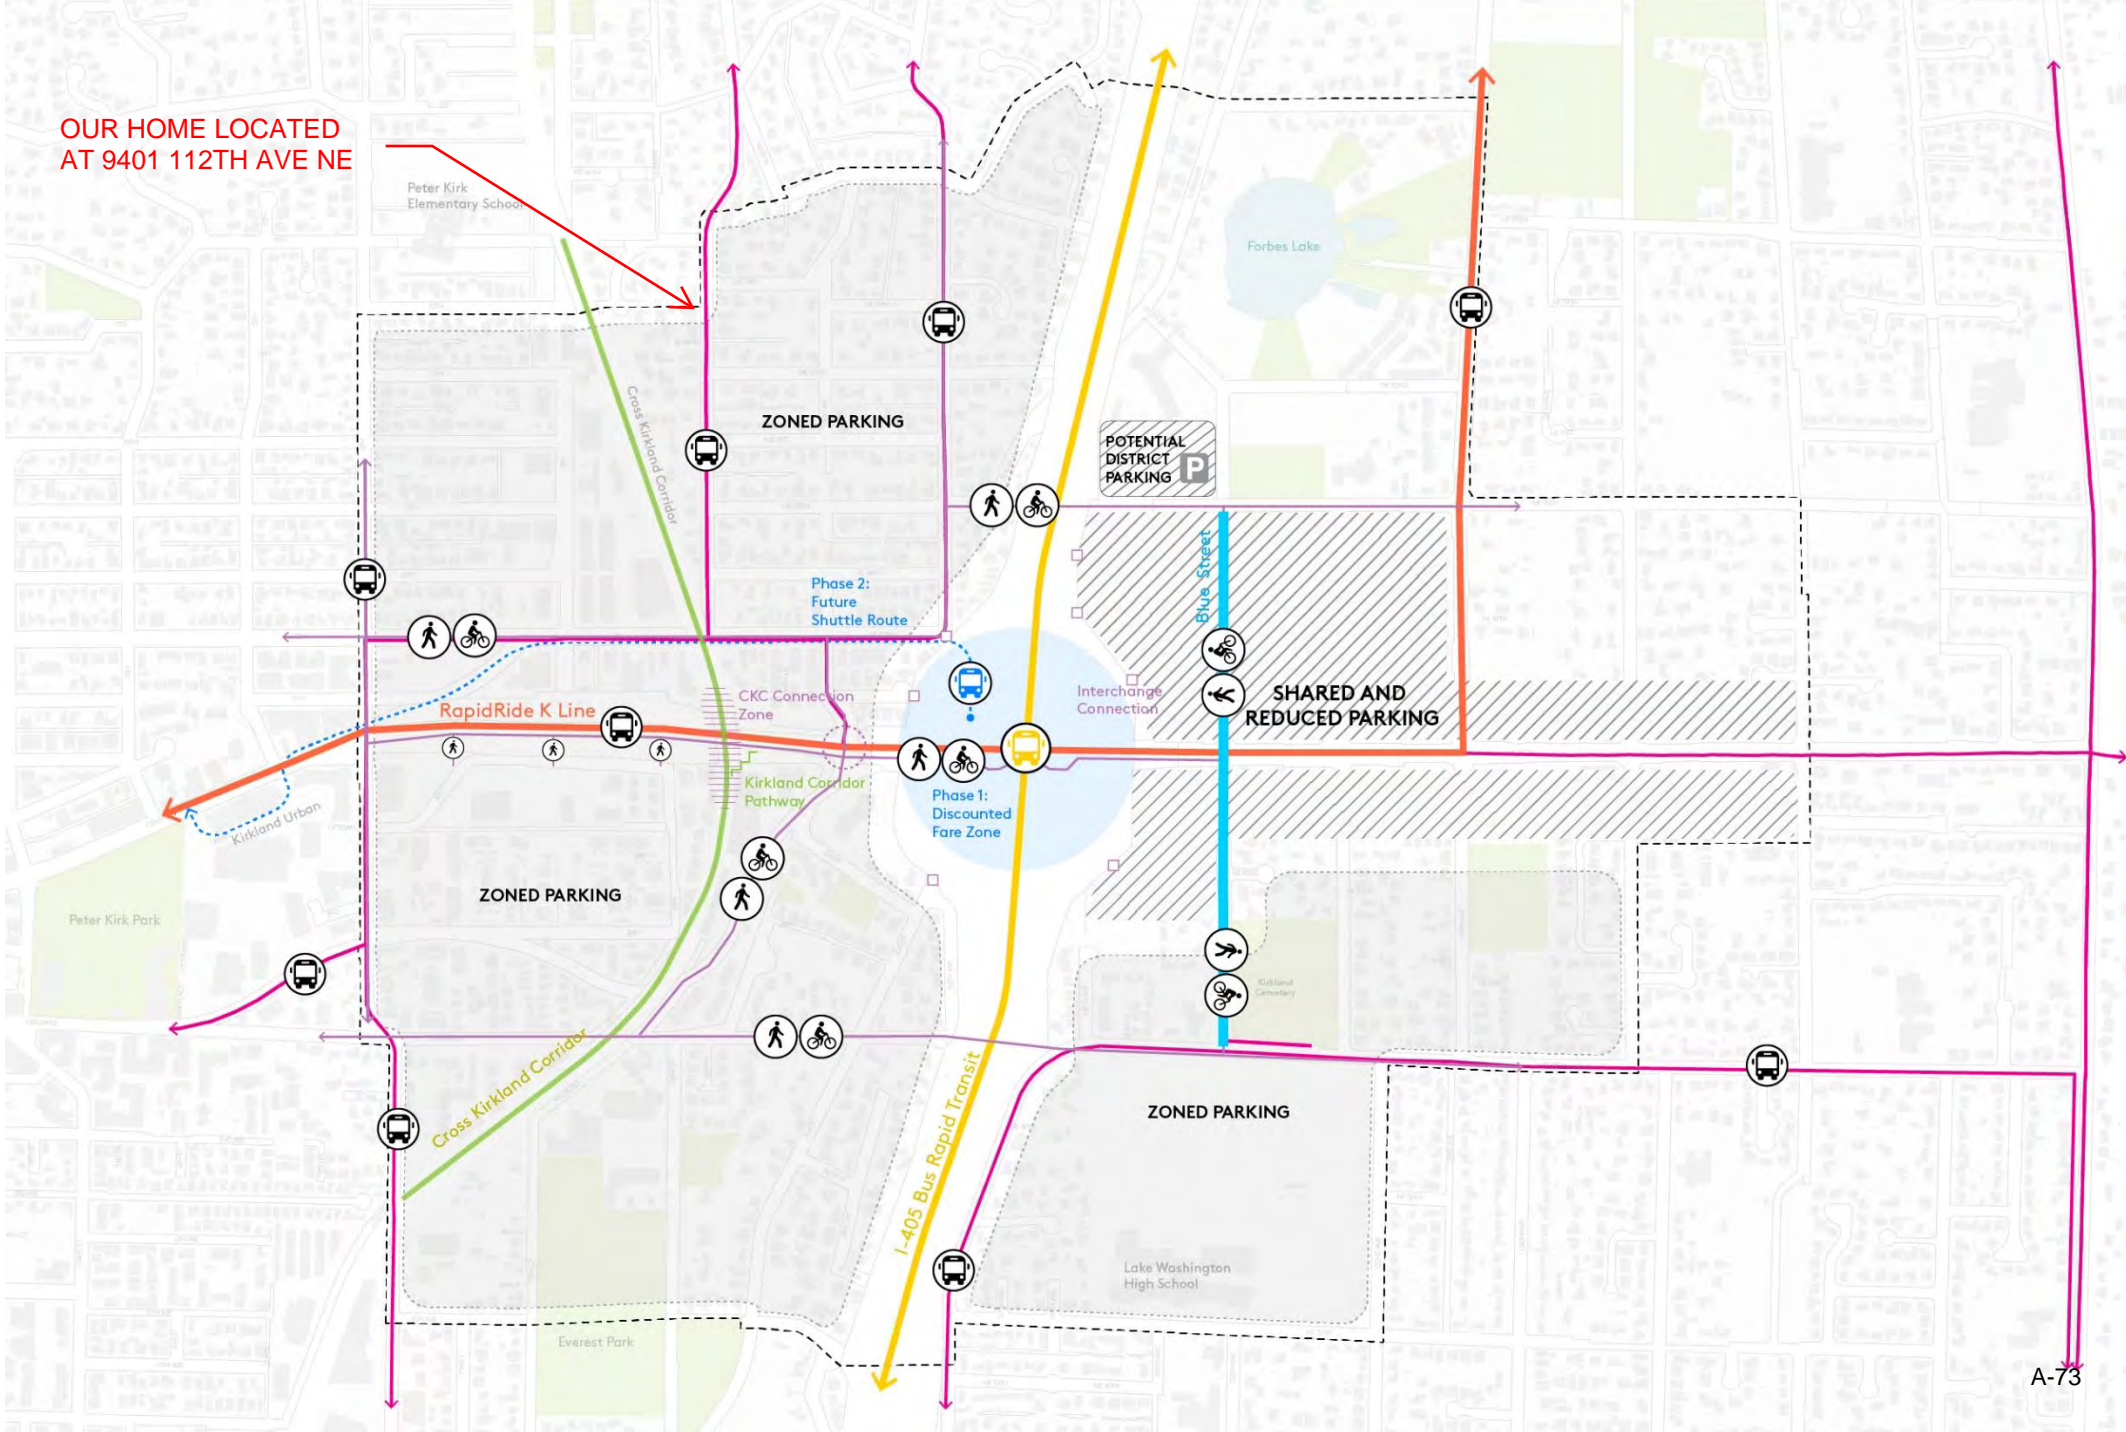 OUR HOME LOCATED
AT 9401 112TH AVE NE
Peter Kirk
Elementary School
Forbes Lake
Cross Kirkland Corridor
ZONED PARKING
POTENTIAL
DISTRICT
PARKING
P
Blue Street
Phase 2:
Future
Shuttle Route
RapidRide K Line
CKC Connection
Zone
Interchange
Connection
SHARED AND
REDUCED PARKING
Kirkland Corridor
Pathway
Phase 1:
Discounted
Fare Zone
Kirkland Urban
ZONED PARKING
Peter Kirk Park
Kirkland
Cemetery
Cross Kirkland Corridor
I-405 Bus Rapid Transit
ZONED PARKING
Lake Washington
High School
Everest Park
A-73